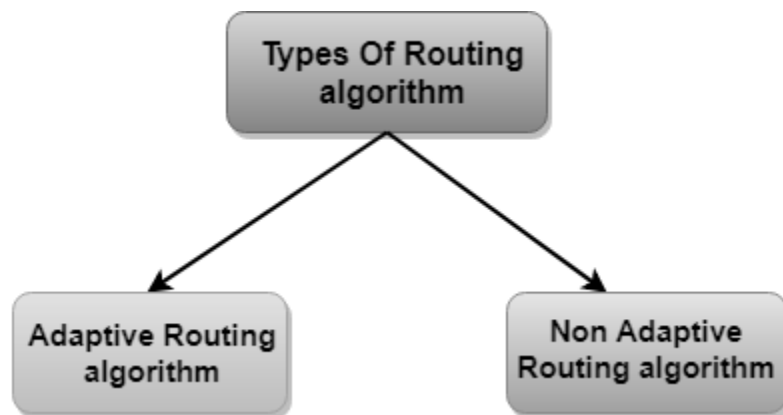 Types Of Routing
algorithm
Adaptive Routing
algorithm
Non Adaptive
Routing algorithm